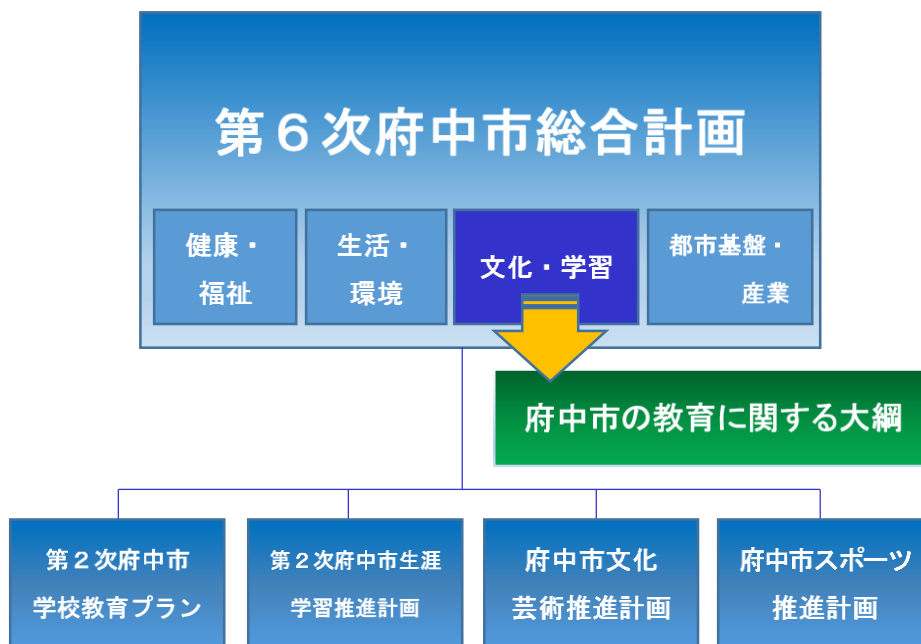 第６次府中市総合計画
健康・
福祉
生活・
環境
文化・学習
都市基盤・
産業
府中市の教育に関する大綱
第２次府中市
学校教育プラン
第２次府中市生涯
学習推進計画
府中市文化
芸術推進計画
府中市スポーツ
推進計画